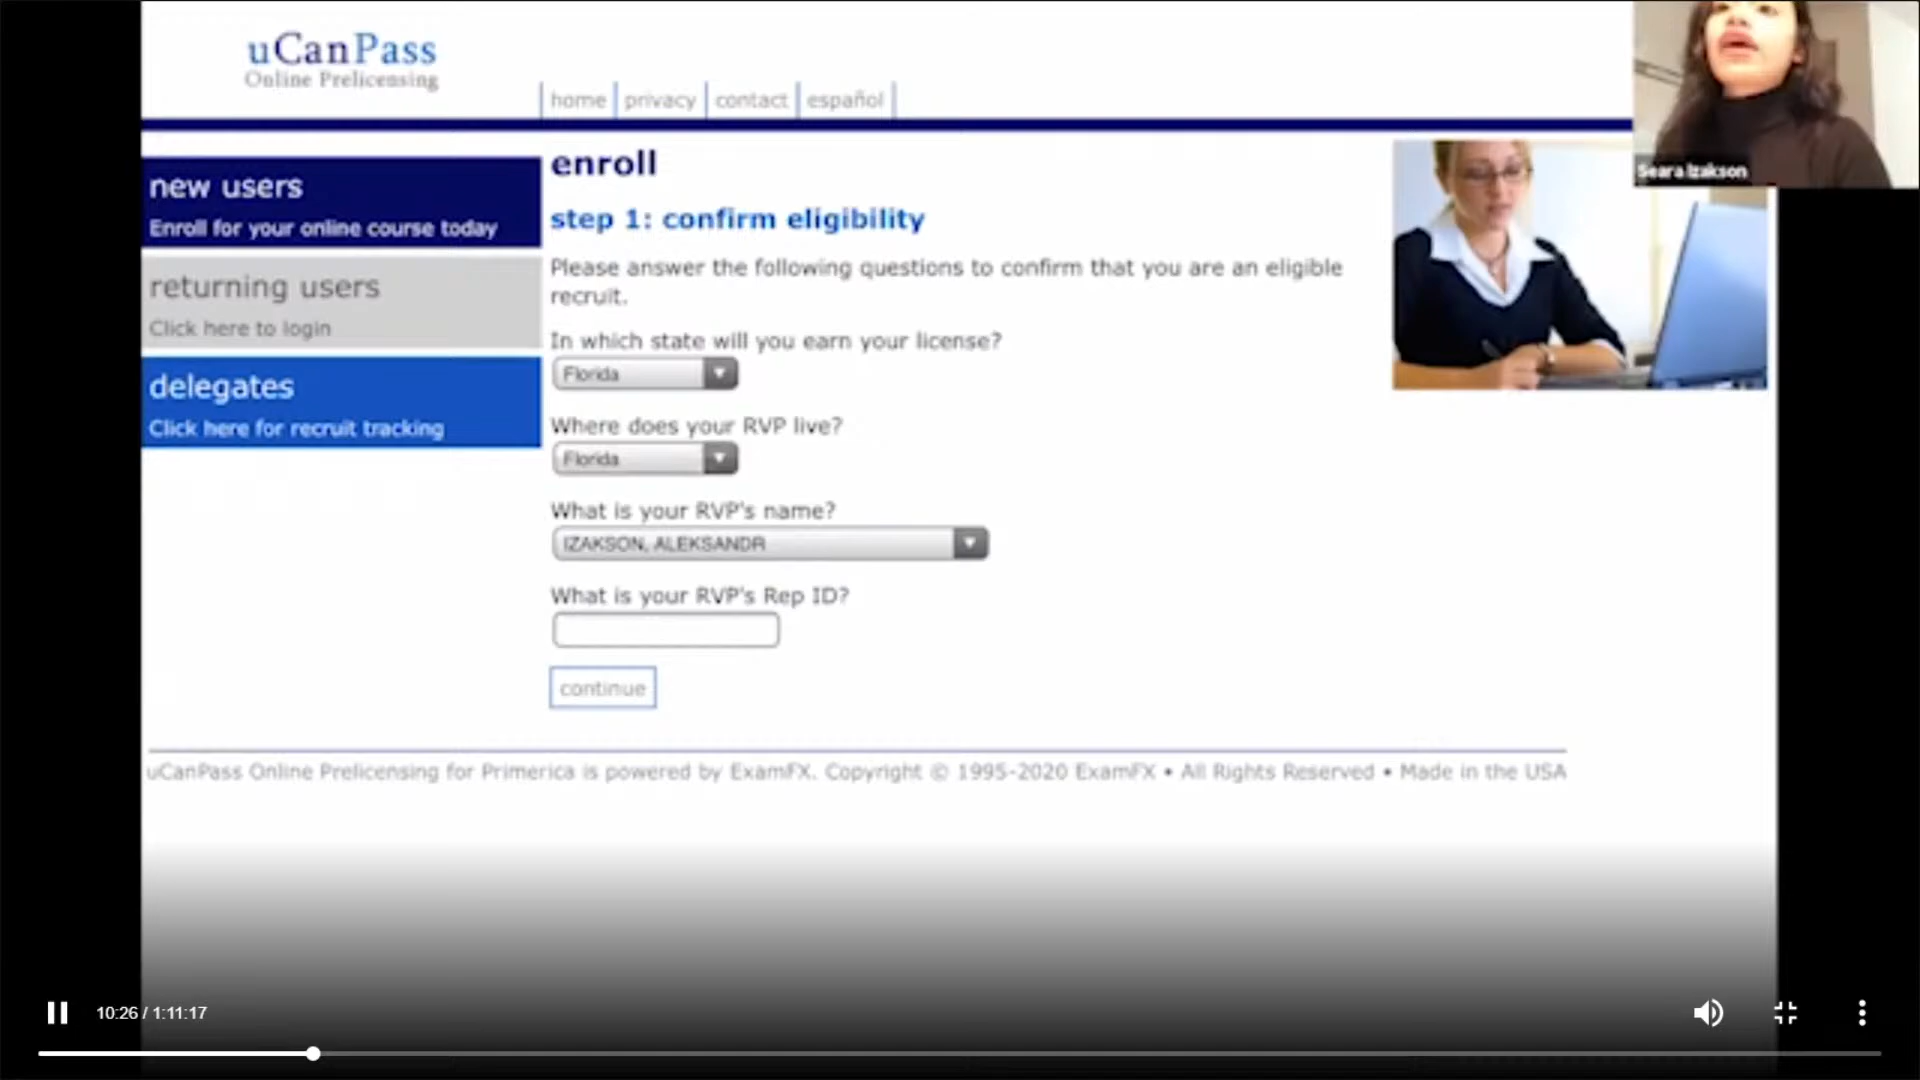 uCanPass
Online Prelicensing
home
privacy
contact
español
Seara Izakson
new users
Enroll for your online course today
returning users
Click here to login
delegates
Click here for recruit tracking
enroll
step 1: confirm eligibility
Please answer the following questions to confirm that you are an eligible
recruit.
In which state will you earn your license?
Florida
Where does your RVP live?
Florida
What is your RVP's name?
IZAKSON, ALEKSANDR
What is your RVP's Rep ID?
continue
uCanPass Online Prelicensing for Primerica is powered by ExamFX. Copyright © 1995-2020 ExamFX • All Rights Reserved • Made in the USA
10:26 / 1:11:17